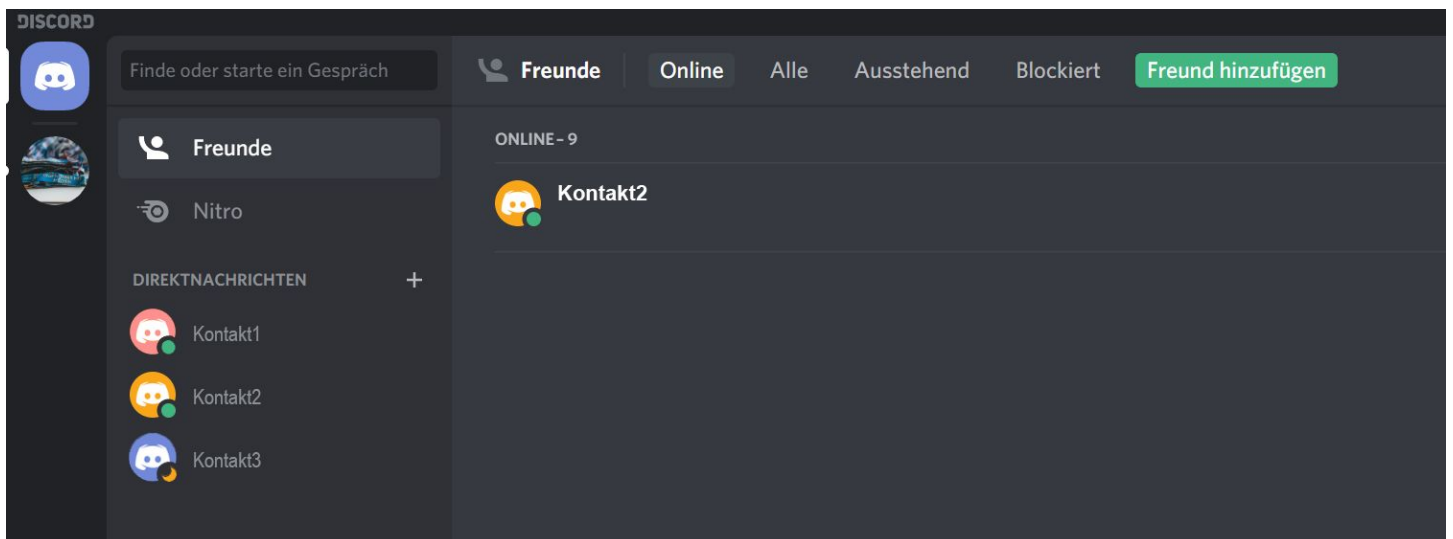 DISCORD
Finde oder starte ein Gespräch
Freunde
Nitro
DIREKTNACHRICHTEN +
Kontakt1
Kontakt2
Kontakt3
Freunde Online Alle Ausstehend Blockiert Freund hinzufügen
ONLINE– 9
Kontakt2